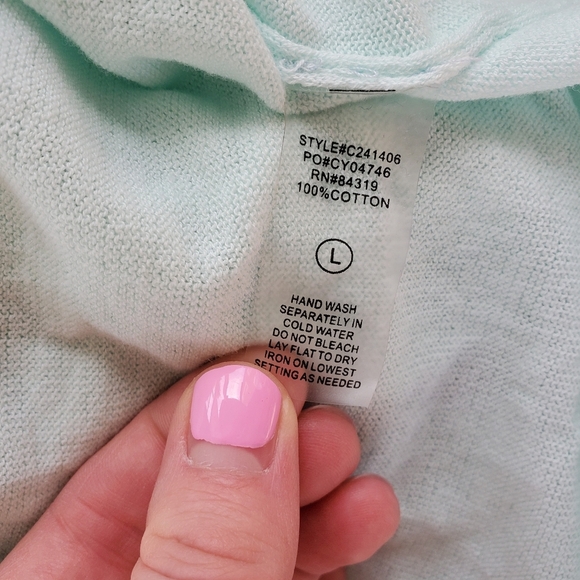 STYLE#C241406
PO#CY04746
RN#84319
100%COTTON
L
HAND WASH
SEPARATELY IN
COLD WATER
DO NOT BLEACH
LAY FLAT TO DRY
IRON ON LOWEST
SETTING AS NEEDED